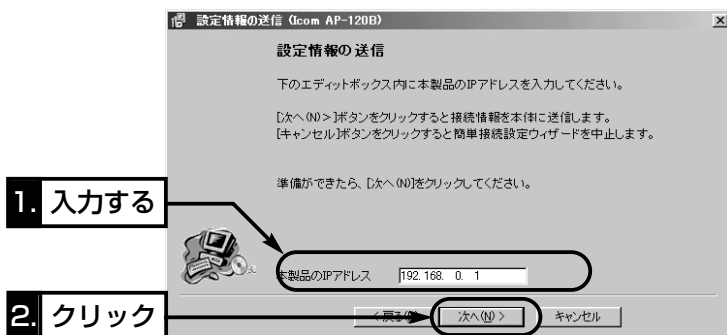 設定情報の送信 (Icom AP-120B)
設定情報の送信
下のエディットボックス内に本製品のIPアドレスを入力してください。
[次へ(N)>]ボタンをクリックすると接続情報を本体に送信します。
[キャンセル]ボタンをクリックすると簡単接続設定ウィザードを中止します。
準備ができたら、[次へ(N)]をクリックしてください。
1. 入力する
本製品のIPアドレス 192.168. 0. 1
2. クリック
< 戻る 次へ(N) > キャンセル